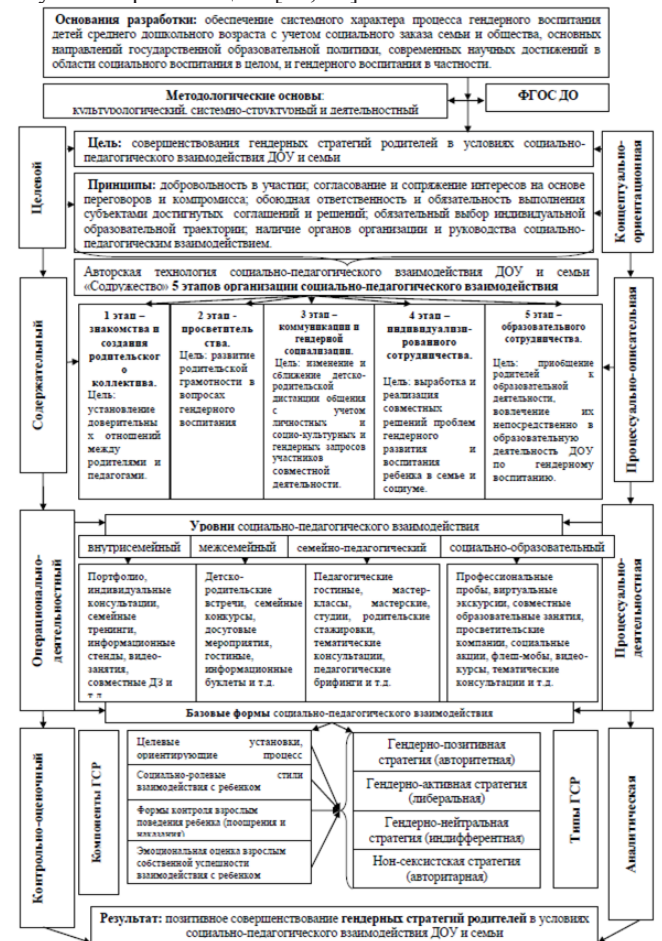 Основания разработки: обеспечение системного характера процесса гендерного воспитания
детей среднего дошкольного возраста с учетом социального заказа семьи и общества, основных
направлений государственной образовательной политики, современных научных достижений в
области социального воспитания в целом, и гендерного воспитания в частности.
Методологические основы:
культурологический, системно-структурный и деятельностный
ФГОС ДО
Целевой
Цель: совершенствования гендерных стратегий родителей в условиях социально-
педагогического взаимодействия ДОУ и семьи
Принципы: добровольность в участии; согласование и сопряжение интересов на основе
переговоров и компромисса; обоюдная ответственность и обязательность выполнения
субъектами достигнутых соглашений и решений; обязательный выбор индивидуальной
образовательной траектории; наличие органов организации и руководства социально-
педагогическим взаимодействием.
Концептуально-
ориентационная
Авторская технология социально-педагогического взаимодействия ДОУ и семьи
«Содружество» 5 этапов организации социально-педагогического взаимодействия
Содержательный
1 этап –
знакомства и
создания
родительског
о
коллектива.
Цель:
установление
доверительны
х отношений
между
родителями и
педагогами.
2 этап -
просветитель
ства.
Цель: развитие
родительской
грамотности в
вопросах
гендерного
воспитания
3 этап –
коммуникации и
гендерной
социализации.
Цель: изменение и
сближение детско-
родительской
дистанции общения
с учетом
личностных и
социо-культурных и
гендерных запросов
участников
совместной
деятельности.
4 этап –
индивидуализи-
рованного
сотрудничества.
Цель: выработка и
реализация
совместных
решений проблем
гендерного
развития и
воспитания
ребенка в семье и
социуме.
5 этап –
образовательного
сотрудничества.
Цель: приобщение
родителей к
образовательной
деятельности,
вовлечение их
непосредственно в
образовательную
деятельность ДОУ
по гендерному
воспитанию.
Процессуально-описательная
Операционально-
деятельностный
Уровни социально-педагогического взаимодействия
внутрисемейный
межсемейный
семейно-педагогический
социально-образовательный
Портфолио,
индивидуальные
консультации,
семейные
тренинги,
информационные
стенды, видео-
занятия,
совместные ДЗ и
т.д.
Детско-
родительские
встречи, семейные
конкурсы,
досуговые
мероприятия,
гостиные,
информационные
буклеты и т.д.
Педагогические
гостиные, мастер-
классы, мастерские,
студии, родительские
стажировки,
тематические
консультации,
педагогические
брифинги и т.д.
Профессиональные
пробы, виртуальные
экскурсии, совместные
образовательные занятия,
просветительские
компании, социальные
акции, флеш-мобы, видео-
курсы, тематические
консультации и т.д.
Процессуально-
деятельностная
Базовые формы социально-педагогического взаимодействия
Контрольно-оценочный
Компоненты ГСР
Целевые установки,
ориентирующие процесс
Социально-ролевые стили
взаимодействия с ребенком
Формы контроля взрослым
поведения ребенка (поощрения и
наказания)
Эмоциональная оценка взрослым
собственной успешности
взаимодействия с ребенком
Гендерно-позитивная
стратегия (авторитетная)
Гендерно-активная стратегия
(либеральная)
Гендерно-нейтральная
стратегия (индифферентная)
Нон-сексистская стратегия
(авторитарная)
Типы ГСР
Аналитическая
Результат: позитивное совершенствование гендерных стратегий родителей в условиях
социально-педагогического взаимодействия ДОУ и семьи